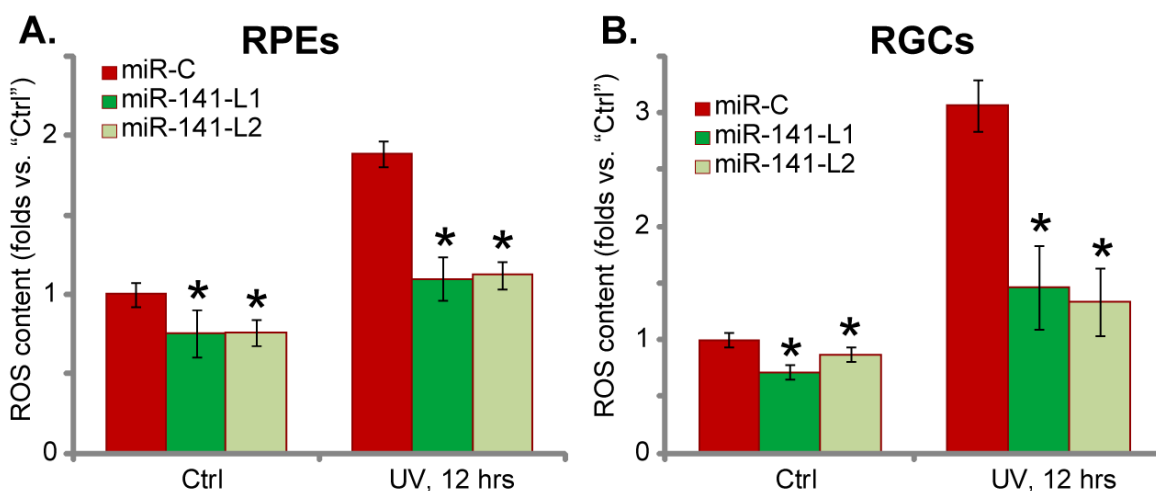 A.
RPEs
miR-C
miR-141-L1
miR-141-L2
ROS content (folds vs. “Ctrl”)
2
1
0
*
*
*
*
Ctrl
UV, 12 hrs
B.
RGCs
miR-C
miR-141-L1
miR-141-L2
ROS content (folds vs. “Ctrl”)
3
2
1
0
*
*
*
*
Ctrl
UV, 12 hrs